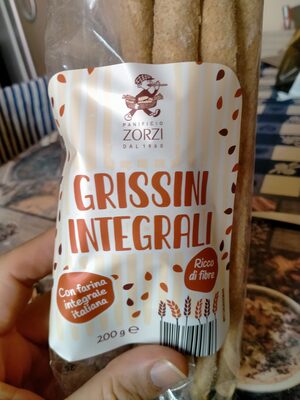 PANIFICIO
ZORZI
DAL 1968
GRISSINI
INTEGRALI
Ricco
di fibre
Con farina
integrale
italiana
200 g e